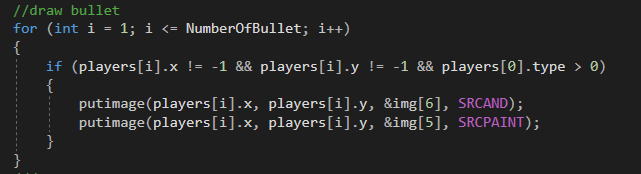 //draw bullet
for (int i = 1; i <= NumberOfBullet; i++)
{
if (players[i].x != -1 && players[i].y != -1 && players[0].type > 0)
{
putimage(players[i].x, players[i].y, &img[6], SRCAND);
putimage(players[i].x, players[i].y, &img[5], SRCPAINT);
}
}